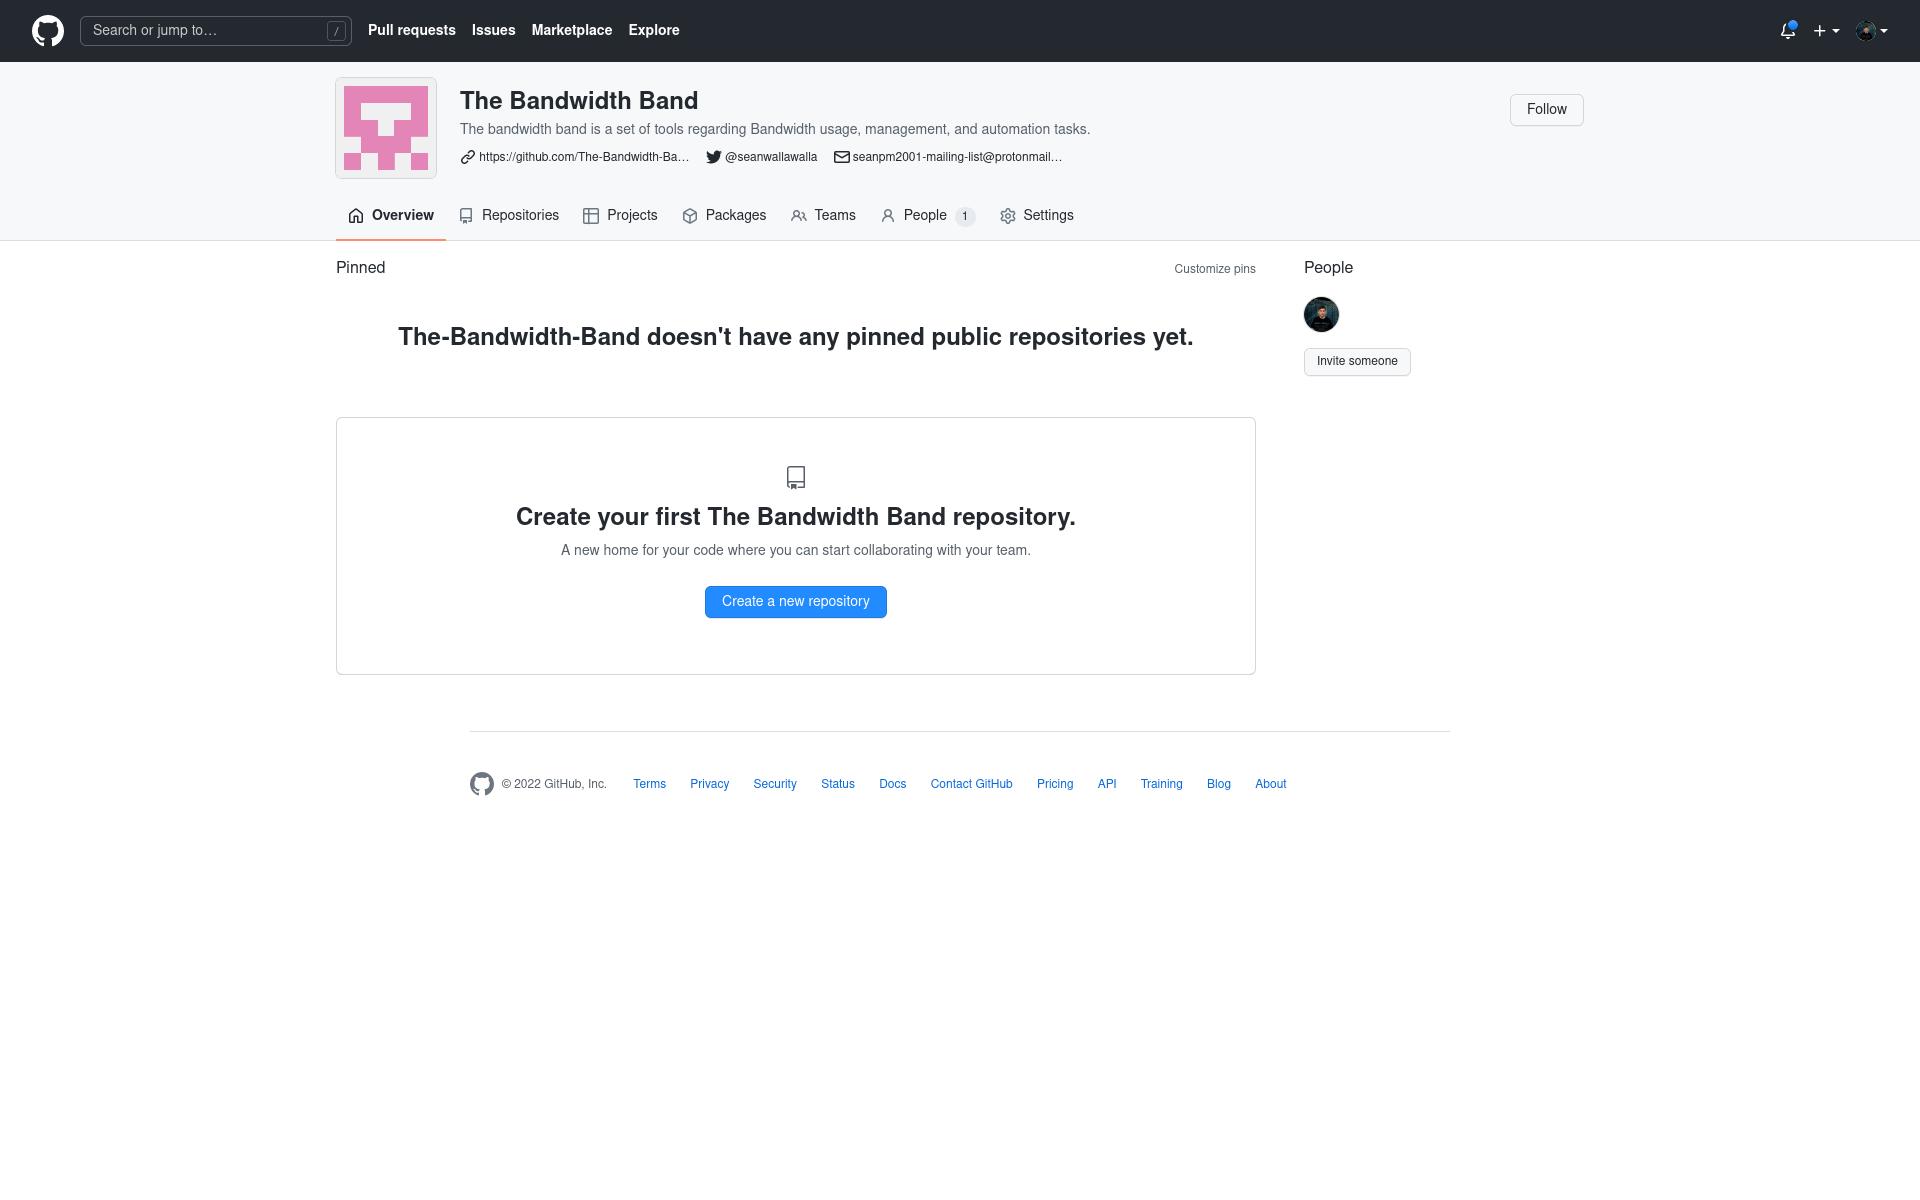 Search or jump to…
/
Pull requests
Issues
Marketplace
Explore
The Bandwidth Band
The bandwidth band is a set of tools regarding Bandwidth usage, management, and automation tasks.
https://github.com/The-Bandwidth-Ba…
@seanwallawalla
seanpm2001-mailing-list@protonmail…
Follow
Overview
Repositories
Projects
Packages
Teams
People 1
Settings
Pinned
Customize pins
The-Bandwidth-Band doesn't have any pinned public repositories yet.
People
Invite someone
Create your first The Bandwidth Band repository.
A new home for your code where you can start collaborating with your team.
Create a new repository
© 2022 GitHub, Inc.
Terms
Privacy
Security
Status
Docs
Contact GitHub
Pricing
API
Training
Blog
About